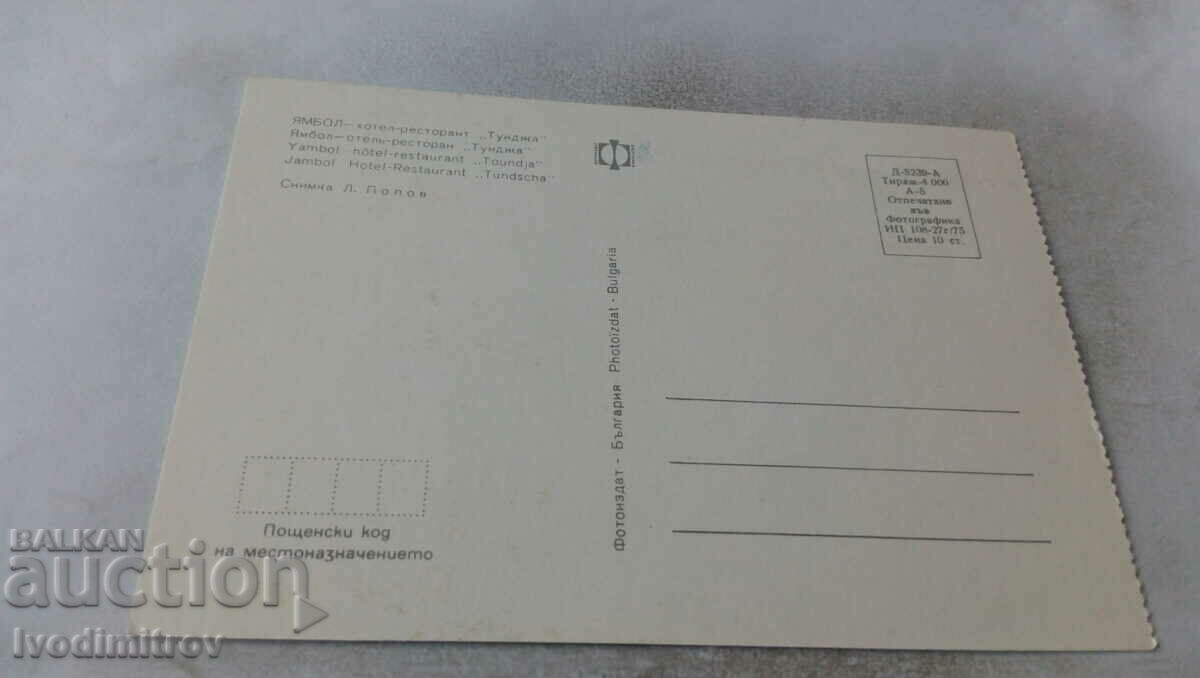 ЯМБОЛ — хотел-ресторант „Тунджа"
Ямбол — отель-ресторан „Тунджа"
Yambol hôtel-restaurant „Toundja"
Jambol Hotel-Restaurant „Tundscha"
Снимка Л. Попов
Д-5239-А
Тираж-4 000
А-5
Отпечатано
във
Фотографика
ИП 108-27г/75
Цена 10 ст.
Фотоиздат - България Photoizdat - Bulgaria
Пощенски код
на местоназначението
BALKAN
auction
Ivodimitrov